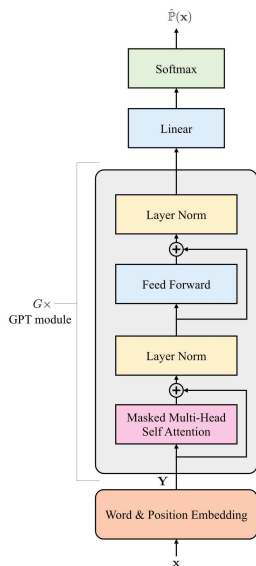 P̂(x)
Softmax
Linear
Layer Norm
+
Feed Forward
G×
GPT module
Layer Norm
+
Masked Multi-Head
Self Attention
Y
Word & Position Embedding
x